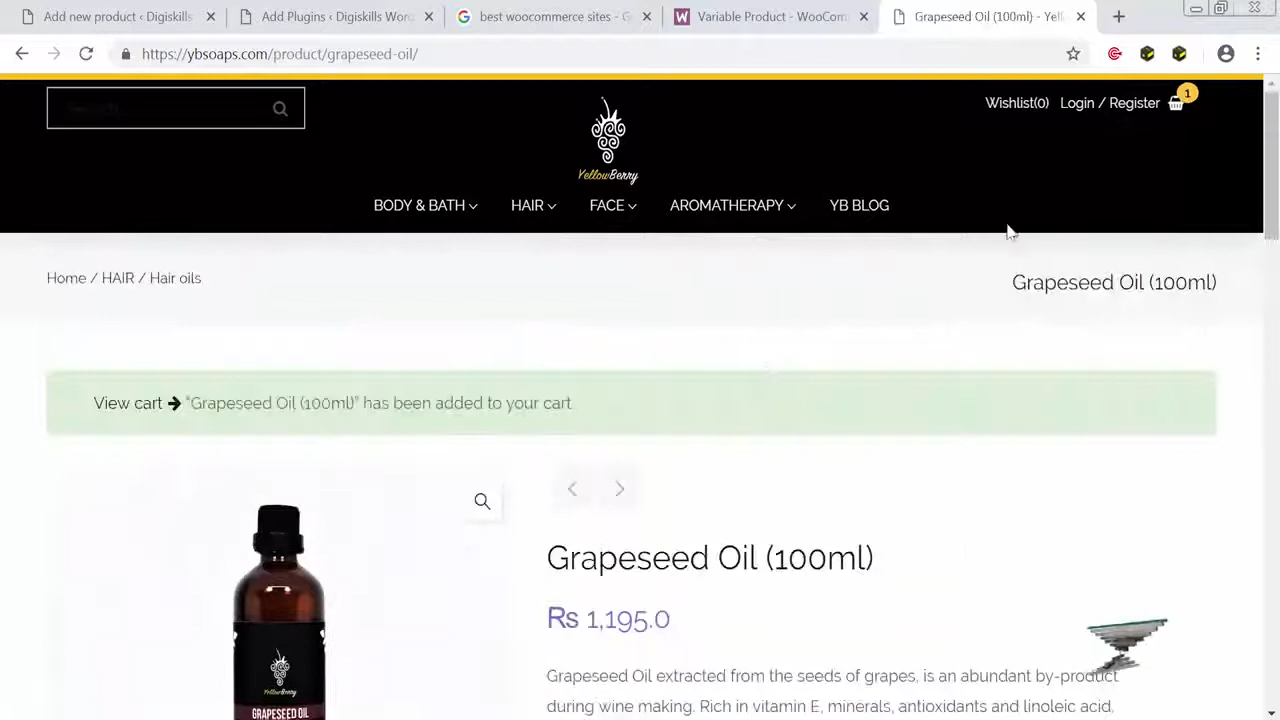 Add new product ‹ Digiskills
Add Plugins ‹ Digiskills Wor
best woocommerce sites - G
Variable Product - WooCom
Grapeseed Oil (100ml) - Yell
https://ybsoaps.com/product/grapeseed-oil/
Wishlist(0) Login / Register 1
YellowBerry
BODY & BATH HAIR FACE AROMATHERAPY YB BLOG
Home / HAIR / Hair oils
Grapeseed Oil (100ml)
View cart "Grapeseed Oil (100ml)" has been added to your cart.
Grapeseed Oil (100ml)
₨ 1,195.0
Grapeseed Oil extracted from the seeds of grapes, is an abundant by-product
during wine making. Rich in vitamin E, minerals, antioxidants and linoleic acid,
YellowBerry
GRAPESEED OIL